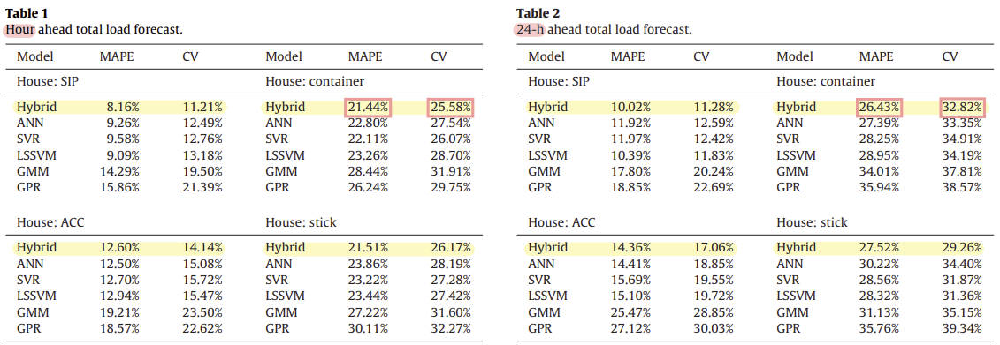 Table 1
Hour ahead total load forecast.
Model MAPE CV Model MAPE CV
House: SIP House: container
Hybrid 8.16% 11.21% Hybrid 21.44% 25.58%
ANN 9.26% 12.49% ANN 22.80% 27.54%
SVR 9.58% 12.76% SVR 22.11% 26.07%
LSSVM 9.09% 13.18% LSSVM 23.26% 28.70%
GMM 14.29% 19.50% GMM 28.44% 31.91%
GPR 15.86% 21.39% GPR 26.24% 29.75%
House: ACC House: stick
Hybrid 12.60% 14.14% Hybrid 21.51% 26.17%
ANN 12.50% 15.08% ANN 23.86% 28.19%
SVR 12.70% 15.72% SVR 23.22% 27.28%
LSSVM 12.94% 15.47% LSSVM 23.44% 27.42%
GMM 19.21% 23.50% GMM 27.22% 31.60%
GPR 18.57% 22.62% GPR 30.11% 32.27%
Table 2
24-h ahead total load forecast.
Model MAPE CV Model MAPE CV
House: SIP House: container
Hybrid 10.02% 11.28% Hybrid 26.43% 32.82%
ANN 11.92% 12.59% ANN 27.39% 33.35%
SVR 11.97% 12.42% SVR 28.25% 34.91%
LSSVM 10.39% 11.83% LSSVM 28.95% 34.19%
GMM 17.80% 20.24% GMM 34.01% 37.81%
GPR 18.85% 22.69% GPR 35.94% 38.57%
House: ACC House: stick
Hybrid 14.36% 17.06% Hybrid 27.52% 29.26%
ANN 14.41% 18.85% ANN 30.22% 34.40%
SVR 15.69% 19.55% SVR 28.56% 31.87%
LSSVM 15.10% 19.72% LSSVM 28.32% 31.36%
GMM 25.47% 28.85% GMM 31.13% 35.15%
GPR 27.12% 30.03% GPR 35.76% 39.34%